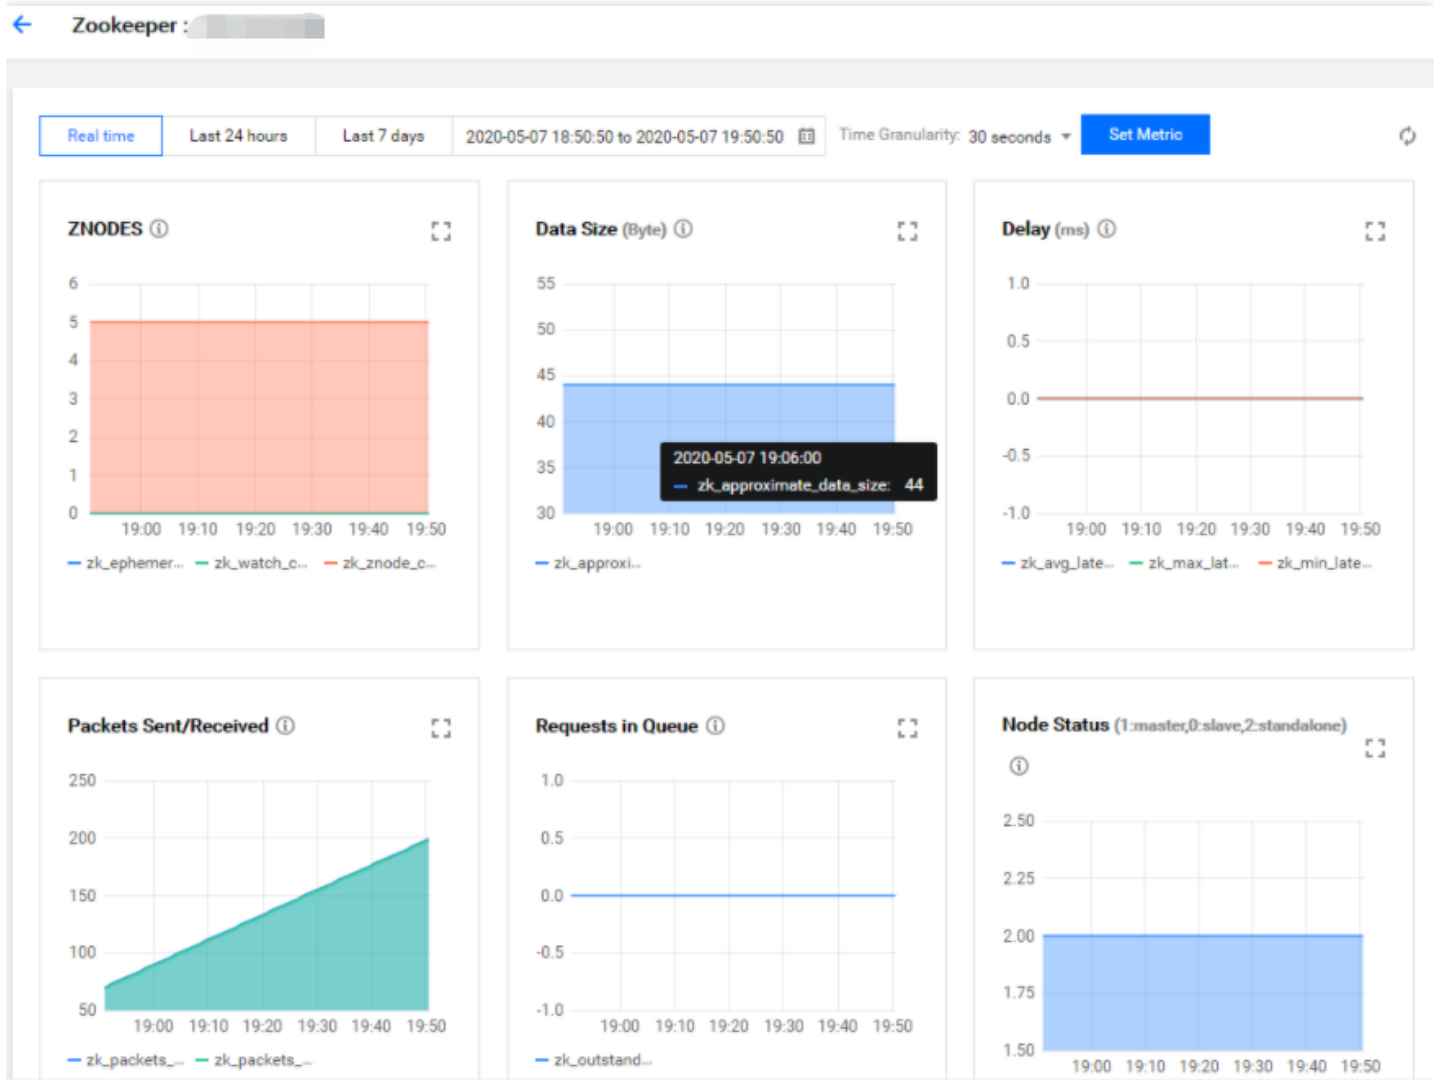 Zookeeper :
Real time Last 24 hours Last 7 days 2020-05-07 18:50:50 to 2020-05-07 19:50:50 Time Granularity: 30 seconds Set Metric
ZNODES
6
5
4
3
2
1
0
19:00 19:10 19:20 19:30 19:40 19:50
zk_ephemer... zk_watch_c... zk_znode_c...
Data Size (Byte)
55
50
45
40
35
30
2020-05-07 19:06:00
zk_approximate_data_size: 44
19:00 19:10 19:20 19:30 19:40 19:50
zk_approxi...
Delay (ms)
1.0
0.5
0.0
-0.5
-1.0
19:00 19:10 19:20 19:30 19:40 19:50
zk_avg_late... zk_max_lat... zk_min_late...
Packets Sent/Received
250
200
150
100
50
19:00 19:10 19:20 19:30 19:40 19:50
zk_packets_... zk_packets_...
Requests in Queue
1.0
0.5
0.0
-0.5
-1.0
19:00 19:10 19:20 19:30 19:40 19:50
zk_outstand...
Node Status (1:master,0:slave,2:standalone)
2.50
2.25
2.00
1.75
1.50
19:00 19:10 19:20 19:30 19:40 19:50